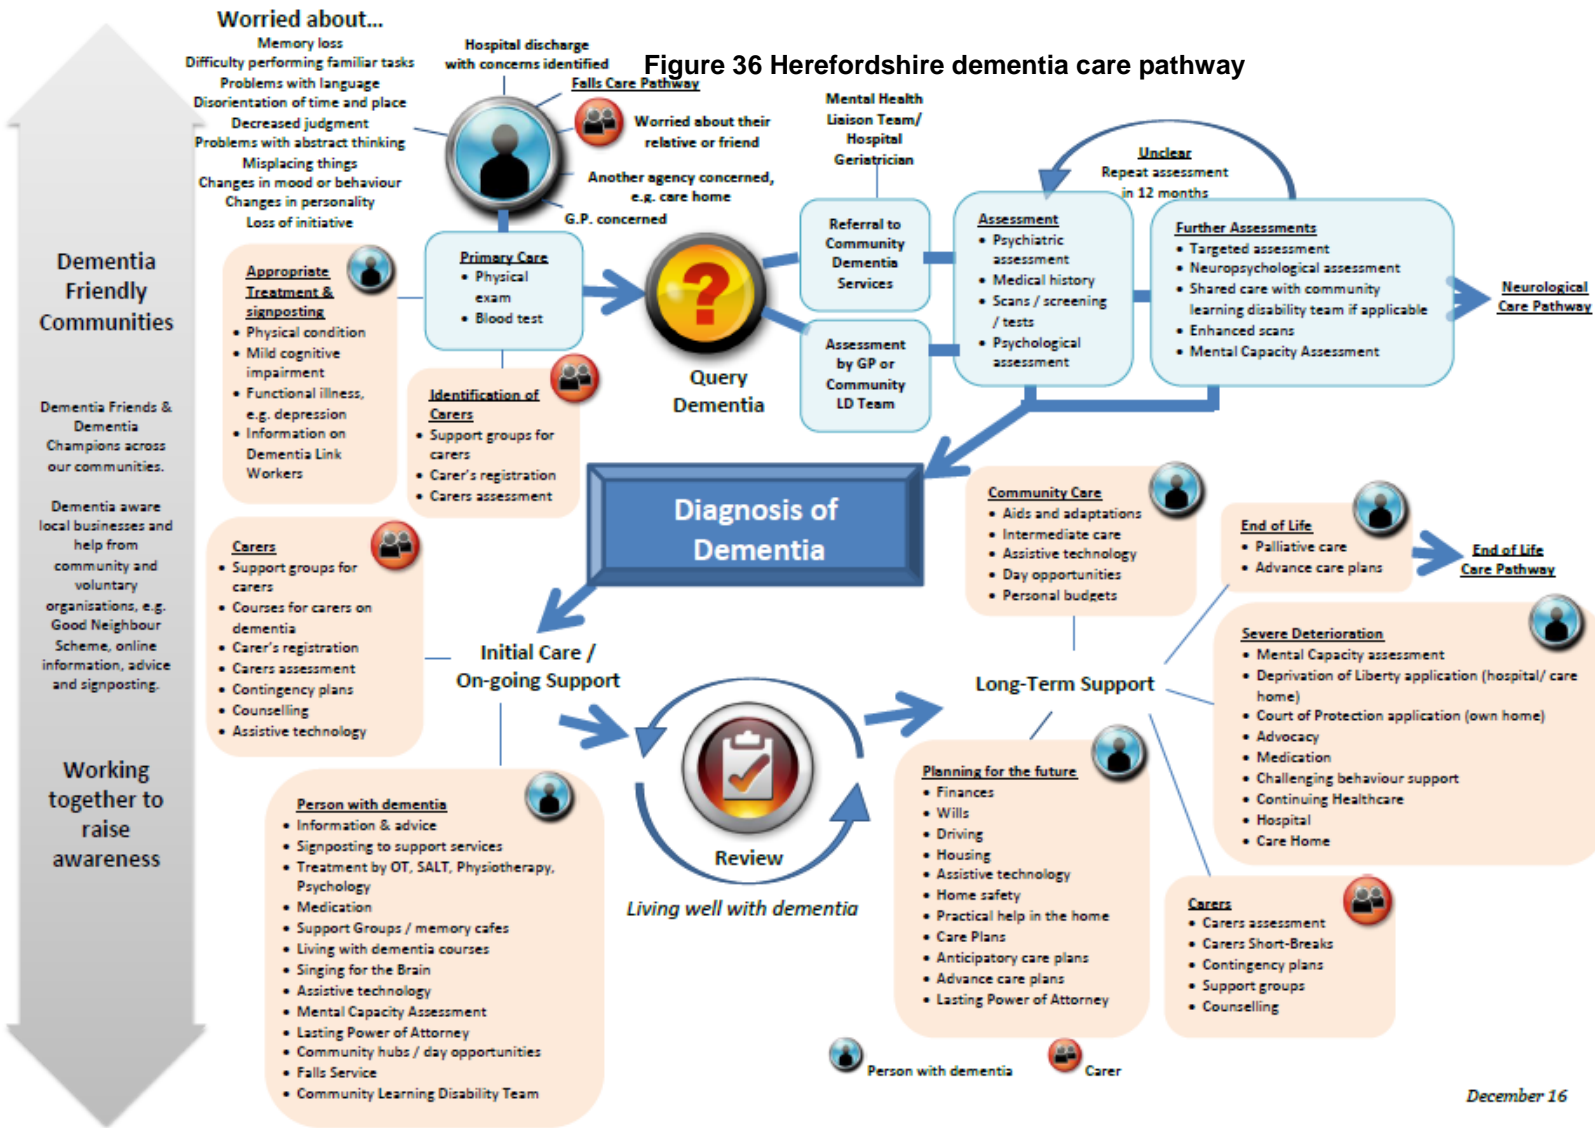 Figure 36 Herefordshire dementia care pathway
Worried about...
Memory loss
Difficulty performing familiar tasks
Problems with language
Disorientation of time and place
Decreased judgment
Problems with abstract thinking
Misplacing things
Changes in mood or behaviour
Changes in personality
Loss of initiative
Hospital discharge
with concerns identified
Falls Care Pathway
Worried about their
relative or friend
Another agency concerned,
e.g. care home
G.P. concerned
Dementia
Friendly
Communities
Dementia Friends &
Dementia
Champions across
our communities.
Dementia aware
local businesses and
help from
community and
voluntary
organisations, e.g.
Good Neighbour
Scheme, online
information, advice
and signposting.
Working
together to
raise
awareness
Appropriate
Treatment &
signposting
• Physical condition
• Mild cognitive
impairment
• Functional illness,
e.g. depression
• Information on
Dementia Link
Workers
Primary Care
• Physical
exam
• Blood test
Identification of
Carers
• Support groups for
carers
• Carer's registration
• Carers assessment
?
Query
Dementia
Mental Health
Liaison Team/
Hospital
Geriatrician
Referral to
Community
Dementia
Services
Assessment
by GP or
Community
LD Team
Assessment
• Psychiatric
assessment
• Medical history
• Scans / screening
/ tests
• Psychological
assessment
Unclear
Repeat assessment
in 12 months
Further Assessments
• Targeted assessment
• Neuropsychological assessment
• Shared care with community
learning disability team if applicable
• Enhanced scans
• Mental Capacity Assessment
Neurological
Care Pathway
Diagnosis of
Dementia
Carers
• Support groups for
carers
• Courses for carers on
dementia
• Carer's registration
• Carers assessment
• Contingency plans
• Counselling
• Assistive technology
Initial Care /
On-going Support
Person with dementia
• Information & advice
• Signposting to support services
• Treatment by OT, SALT, Physiotherapy,
Psychology
• Medication
• Support Groups / memory cafes
• Living with dementia courses
• Singing for the Brain
• Assistive technology
• Mental Capacity Assessment
• Lasting Power of Attorney
• Community hubs / day opportunities
• Falls Service
• Community Learning Disability Team
Review
Living well with dementia
Long-Term Support
Community Care
• Aids and adaptations
• Intermediate care
• Assistive technology
• Day opportunities
• Personal budgets
End of Life
• Palliative care
• Advance care plans
End of Life
Care Pathway
Severe Deterioration
• Mental Capacity assessment
• Deprivation of Liberty application (hospital/ care
home)
• Court of Protection application (own home)
• Advocacy
• Medication
• Challenging behaviour support
• Continuing Healthcare
• Hospital
• Care Home
Planning for the future
• Finances
• Wills
• Driving
• Housing
• Assistive technology
• Home safety
• Practical help in the home
• Care Plans
• Anticipatory care plans
• Advance care plans
• Lasting Power of Attorney
Carers
• Carers assessment
• Carers Short-Breaks
• Contingency plans
• Support groups
• Counselling
Person with dementia
Carer
December 16